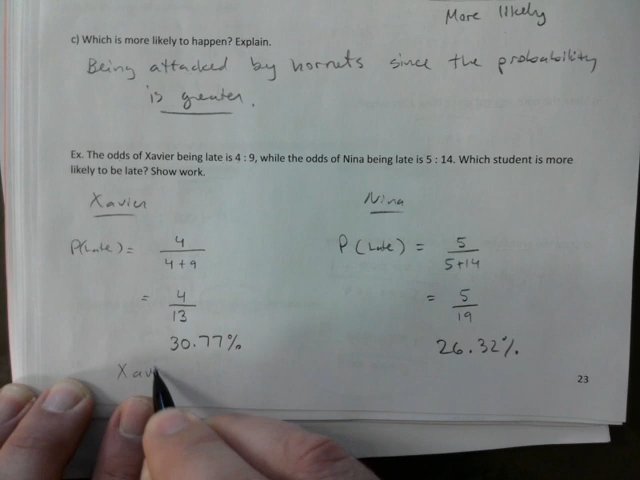 More likely
c) Which is more likely to happen? Explain.
Being attacked by hornets since the probability
is greater.
Ex. The odds of Xavier being late is 4 : 9, while the odds of Nina being late is 5 : 14. Which student is more
likely to be late? Show work.
Xavier Nina
P(Late) = 4 / 4+9 P(Late) = 5 / 5+14
= 4 / 13 = 5 / 19
30.77% 26.32%
Xav
23